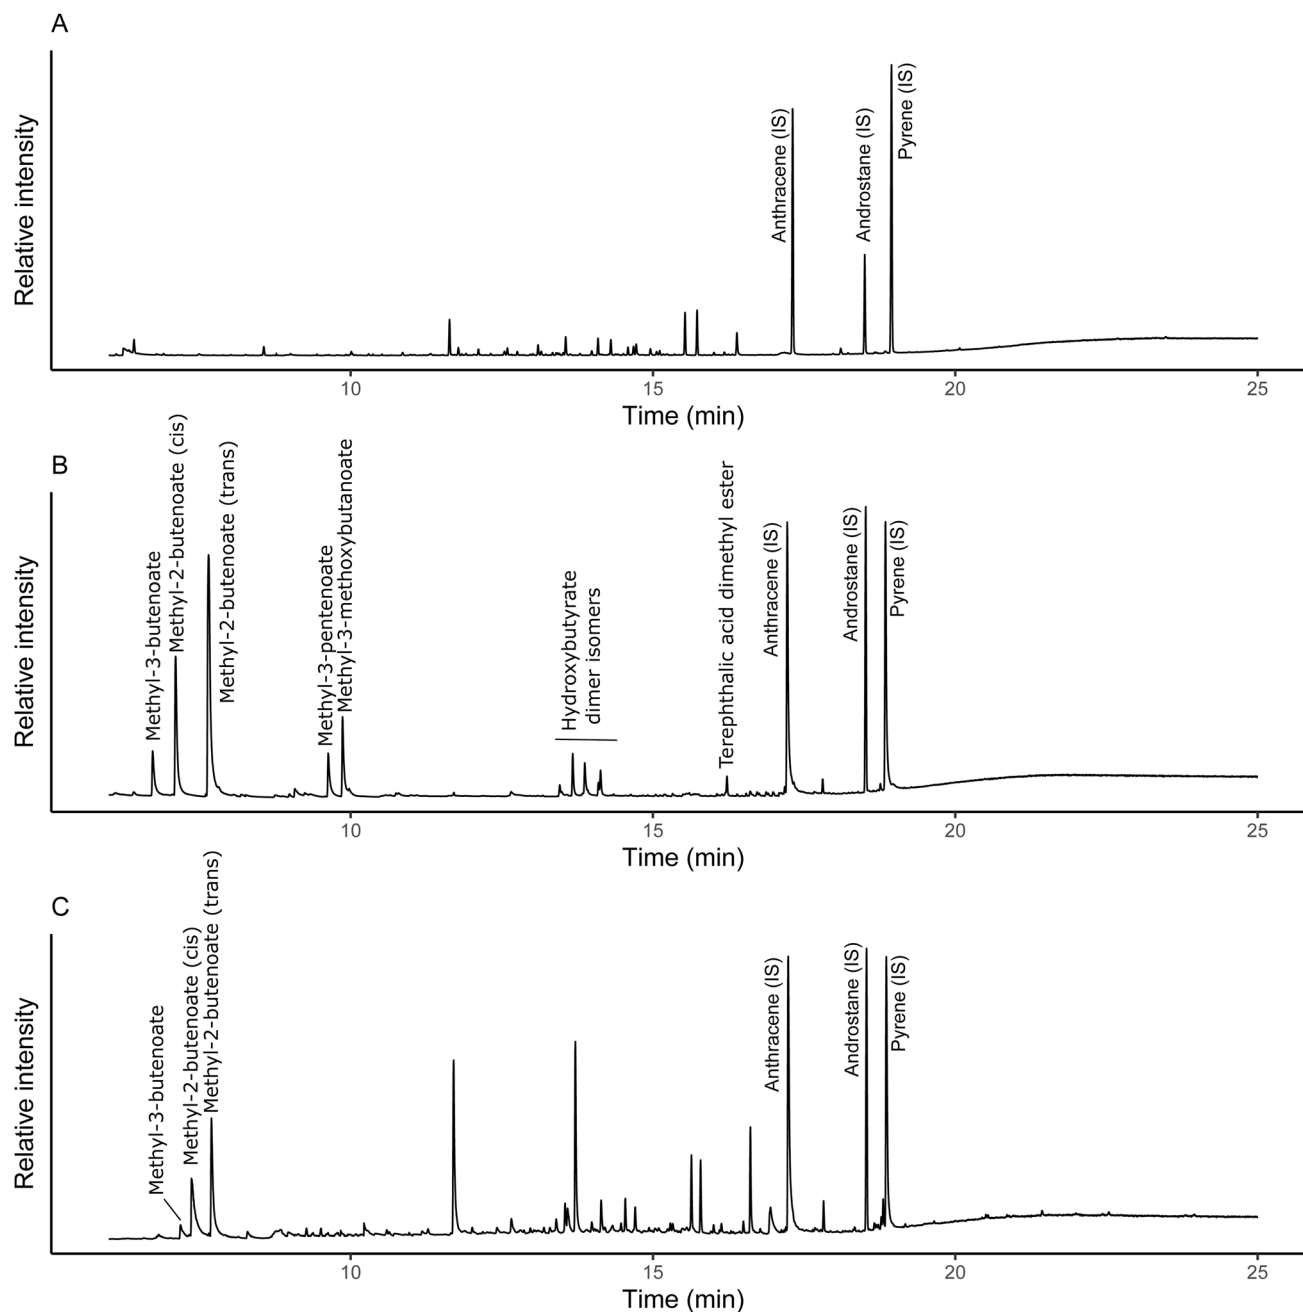 A
Relative intensity
Anthracene (IS)
Androstane (IS)
Pyrene (IS)
10
15
20
25
Time (min)
B
Relative intensity
Methyl-3-butenoate
Methyl-2-butenoate (cis)
Methyl-2-butenoate (trans)
Methyl-3-pentenoate
Methyl-3-methoxybutanoate
Hydroxybutyrate
dimer isomers
Terephthalic acid dimethyl ester
Anthracene (IS)
Androstane (IS)
Pyrene (IS)
10
15
20
25
Time (min)
C
Relative intensity
Methyl-3-butenoate
Methyl-2-butenoate (cis)
Methyl-2-butenoate (trans)
Anthracene (IS)
Androstane (IS)
Pyrene (IS)
10
15
20
25
Time (min)